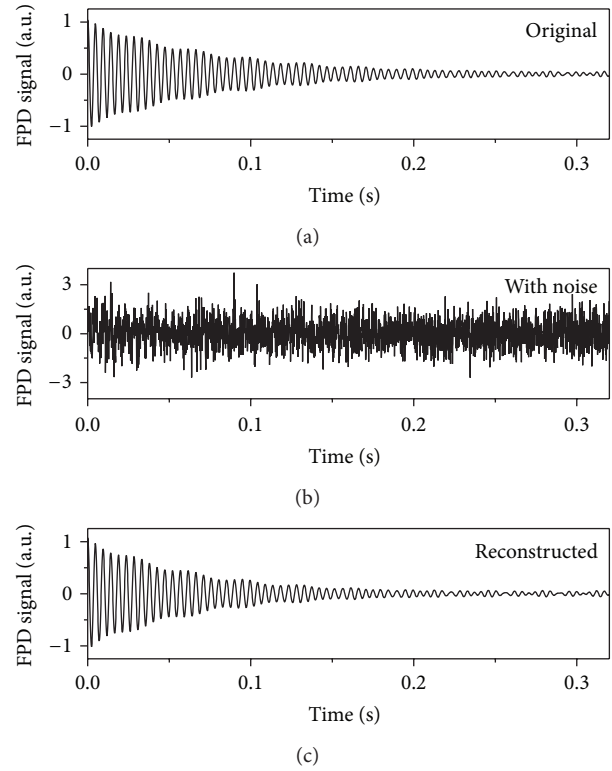 FPD signal (a.u.)
1
0
−1
Original
0.0 0.1 0.2 0.3
Time (s)
(a)
FPD signal (a.u.)
3
0
−3
With noise
0.0 0.1 0.2 0.3
Time (s)
(b)
FPD signal (a.u.)
1
0
−1
Reconstructed
0.0 0.1 0.2 0.3
Time (s)
(c)